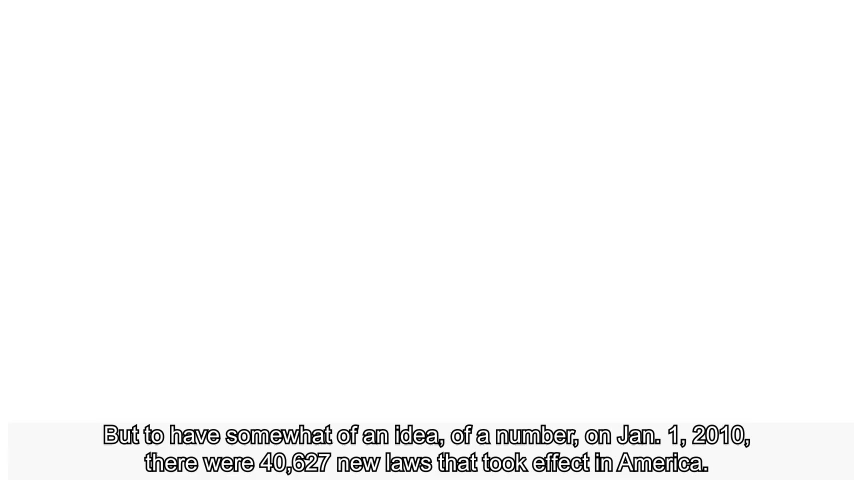 But to have somewhat of an idea, of a number, on Jan. 1, 2010,
there were 40,627 new laws that took effect in America.